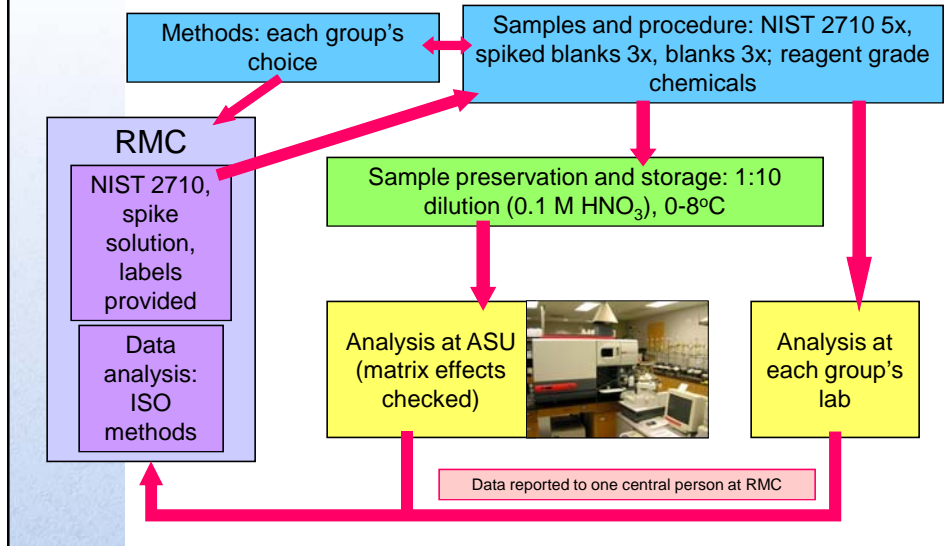 Methods: each group's
choice
Samples and procedure: NIST 2710 5x,
spiked blanks 3x, blanks 3x; reagent grade
chemicals
RMC
NIST 2710,
spike
solution,
labels
provided
Data
analysis:
ISO
methods
Sample preservation and storage: 1:10
dilution (0.1 M HNO₃), 0-8ºC
Analysis at ASU
(matrix effects
checked)
Analysis at
each group's
lab
Data reported to one central person at RMC